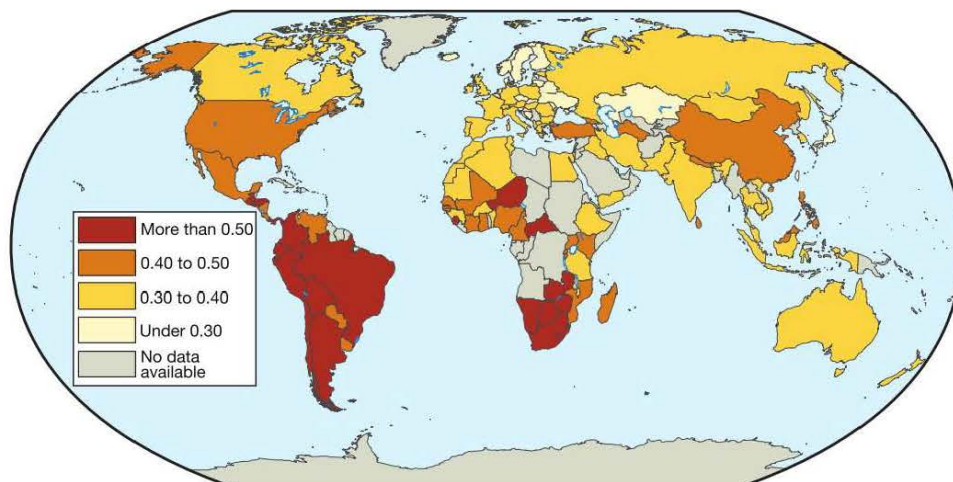 More than 0.50
0.40 to 0.50
0.30 to 0.40
Under 0.30
No data
available